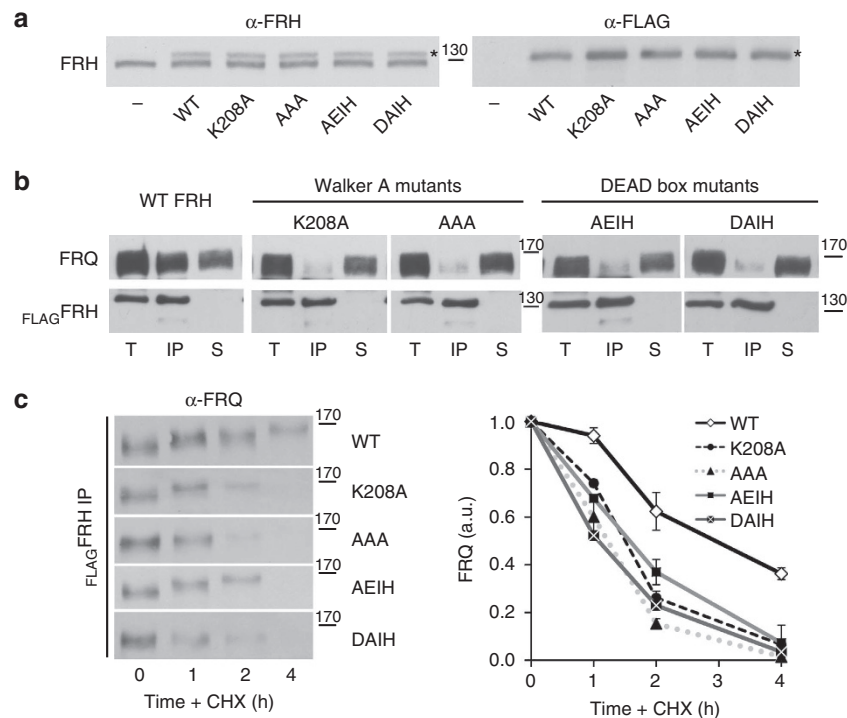 a
α-FRH
α-FLAG
FRH
*
130
*
–
WT
K208A
AAA
AEIH
DAIH
–
WT
K208A
AAA
AEIH
DAIH
b
WT FRH
Walker A mutants
DEAD box mutants
K208A
AAA
AEIH
DAIH
FRQ
170
170
FLAGFRH
130
130
T IP S
T IP S
T IP S
T IP S
T IP S
c
α-FRQ
FLAGFRH IP
170
WT
170
K208A
170
AAA
170
AEIH
170
DAIH
0 1 2 4
Time + CHX (h)
FRQ (a.u.)
1.0
0.8
0.6
0.4
0.2
0.0
0 1 2 3 4
Time + CHX (h)
WT
K208A
AAA
AEIH
DAIH